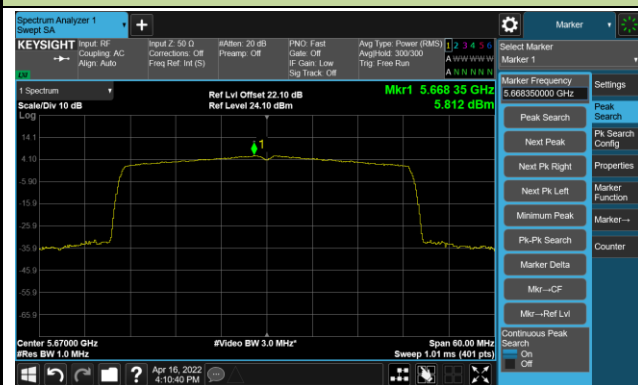 Spectrum Analyzer 1
Swept SA
Marker
KEYSIGHT
Input: RF
Coupling: AC
Align: Auto
Input Z: 50 Ω
Corrections: Off
Freq Ref: Int (S)
#Atten: 20 dB
Preamp: Off
PNO: Fast
Gate: Off
IF Gain: Low
Sig Track: Off
Avg Type: Power (RMS)
Avg|Hold: 300/300
Trig: Free Run
1 2 3 4 5 6
A W W W W W
A N N N N N
LXI
Select Marker
Marker 1
1 Spectrum
Scale/Div 10 dB
Log
Ref Lvl Offset 22.10 dB
Ref Level 24.10 dBm
Mkr1 5.668 35 GHz
5.812 dBm
14.1
4.10
-5.90
-15.9
-25.9
-35.9
-45.9
-55.9
-65.9
1
Center 5.67000 GHz
#Res BW 1.0 MHz
#Video BW 3.0 MHz*
Span 60.00 MHz
Sweep 1.01 ms (401 pts)
Marker Frequency
5.668350000 GHz
Peak Search
Next Peak
Next Pk Right
Next Pk Left
Minimum Peak
Pk-Pk Search
Marker Delta
Mkr→CF
Mkr→Ref Lvl
Continuous Peak
Search
On
Off
Settings
Peak
Search
Pk Search
Config
Properties
Marker
Function
Marker→
Counter
Apr 16, 2022
4:10:40 PM